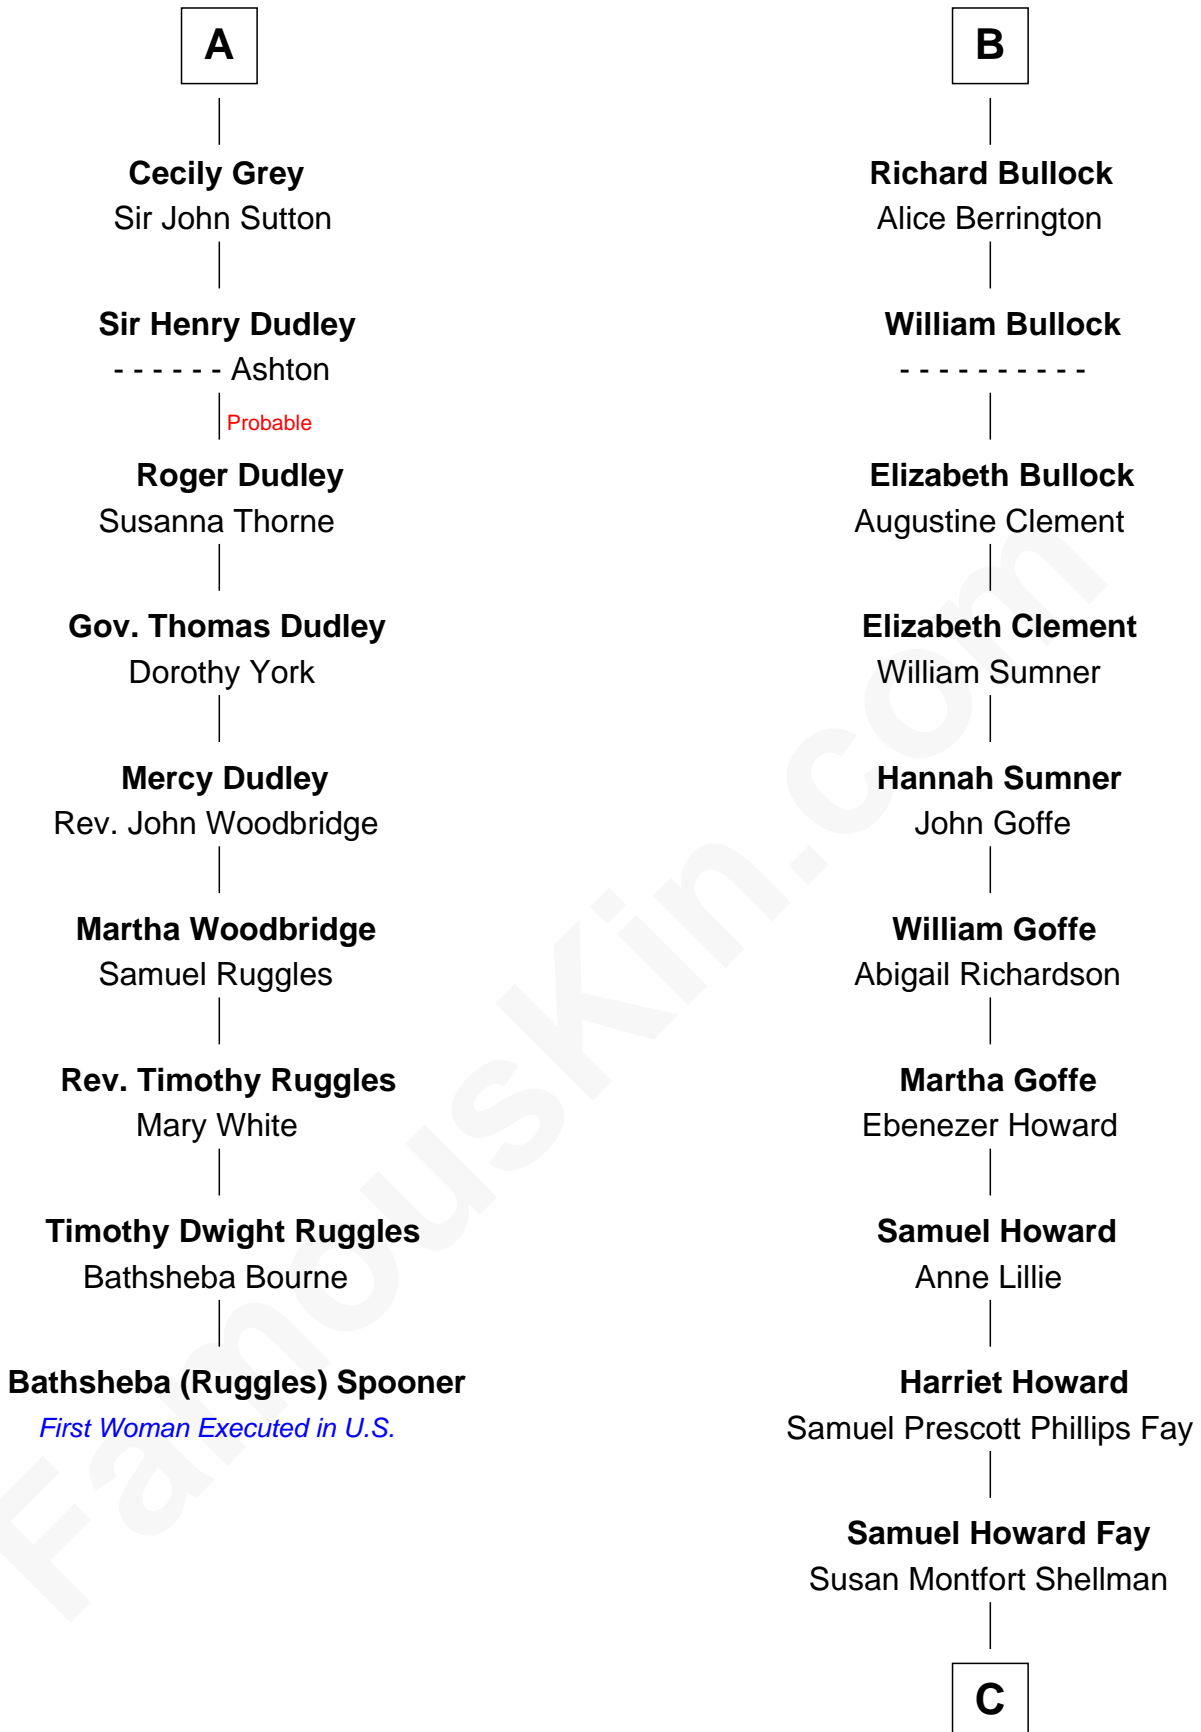 A
Cecily Grey
Sir John Sutton
Sir Henry Dudley
- - - - - - Ashton
Probable
Roger Dudley
Susanna Thorne
Gov. Thomas Dudley
Dorothy York
Mercy Dudley
Rev. John Woodbridge
Martha Woodbridge
Samuel Ruggles
Rev. Timothy Ruggles
Mary White
Timothy Dwight Ruggles
Bathsheba Bourne
Bathsheba (Ruggles) Spooner
First Woman Executed in U.S.
B
Richard Bullock
Alice Berrington
William Bullock
- - - - - - - - - -
Elizabeth Bullock
Augustine Clement
Elizabeth Clement
William Sumner
Hannah Sumner
John Goffe
William Goffe
Abigail Richardson
Martha Goffe
Ebenezer Howard
Samuel Howard
Anne Lillie
Harriet Howard
Samuel Prescott Phillips Fay
Samuel Howard Fay
Susan Montfort Shellman
C
FamousKin.com